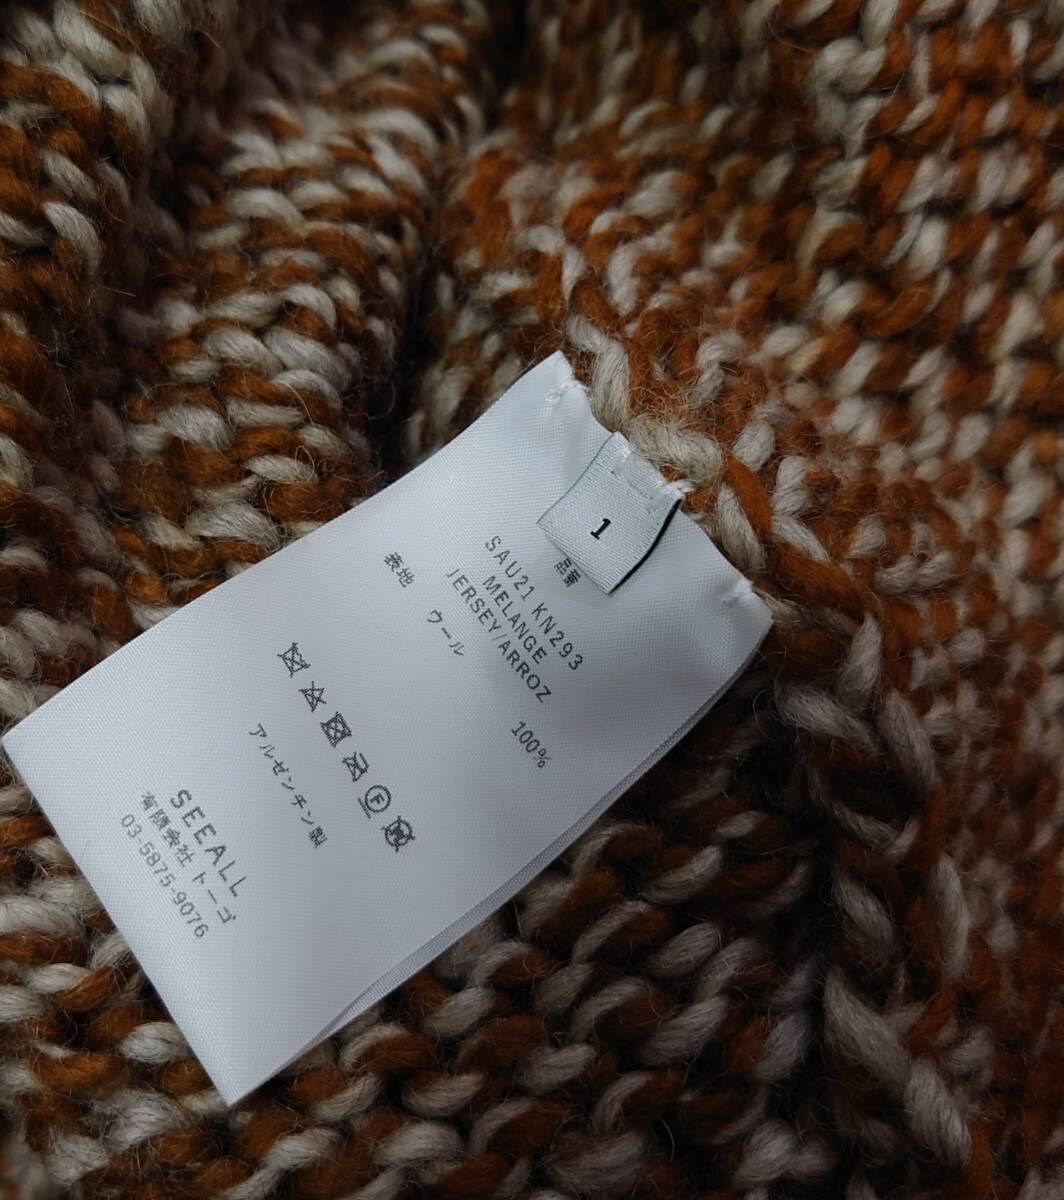 1
品番
SAU21 KN293
MELANGE
JERSEY/ARROZ
表地
ウール 100%
F
アルゼンチン製
SEEALL
有限会社 トーゴ
03-5875-9076